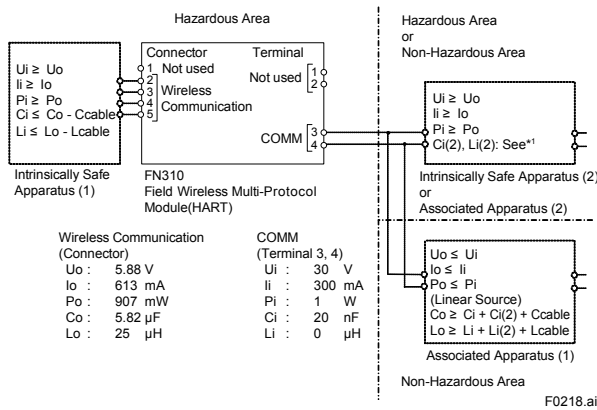 Hazardous Area
Hazardous Area
or
Non-Hazardous Area
Ui ≥ Uo
Ii ≥ Io
Pi ≥ Po
Ci ≤ Co - Ccable
Li ≤ Lo - Lcable
Intrinsically Safe
Apparatus (1)
Connector
1 Not used
2
3
4
5
Wireless
Communication
Terminal
Not used
1
2
COMM
3
4
FN310
Field Wireless Multi-Protocol
Module(HART)
Ui ≥ Uo
Ii ≥ Io
Pi ≥ Po
Ci(2), Li(2): See*1
Intrinsically Safe Apparatus (2)
or
Associated Apparatus (2)
Wireless Communication
(Connector)
Uo : 5.88 V
Io : 613 mA
Po : 907 mW
Co : 5.82 µF
Lo : 25 µH
COMM
(Terminal 3, 4)
Ui : 30 V
Ii : 300 mA
Pi : 1 W
Ci : 20 nF
Li : 0 µH
Uo ≤ Ui
Io ≤ Ii
Po ≤ Pi
(Linear Source)
Co ≥ Ci + Ci(2) + Ccable
Lo ≥ Li + Li(2) + Lcable
Associated Apparatus (1)
Non-Hazardous Area
F0218.ai